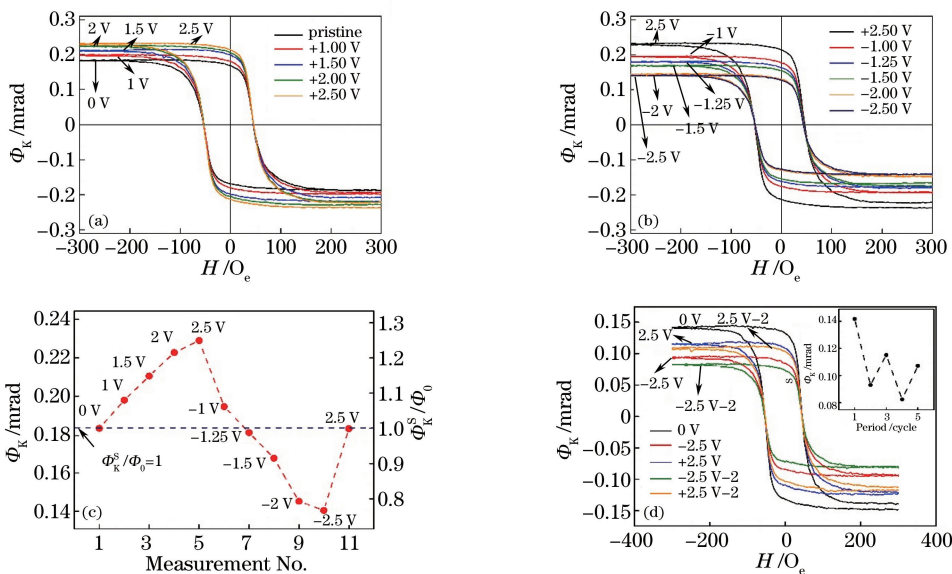 2 V 1.5 V 2.5 V
0 V
1 V
pristine
+1.00 V
+1.50 V
+2.00 V
+2.50 V
0.3
0.2
0.1
0
−0.1
−0.2
−0.3
Φ_K /mrad
(a)
−300 −200 −100 0 100 200 300
H /O_e
2.5 V
−1 V
−1.25 V
−1.5 V
−2 V
−2.5 V
+2.50 V
−1.00 V
−1.25 V
−1.50 V
−2.00 V
−2.50 V
0.3
0.2
0.1
0
−0.1
−0.2
−0.3
Φ_K /mrad
(b)
−300 −200 −100 0 100 200 300
H /O_e
0.24
0.22
0.20
0.18
0.16
0.14
Φ_K /mrad
0 V
1 V
1.5 V
2 V
2.5 V
−1 V
−1.25 V
−1.5 V
−2 V
−2.5 V
2.5 V
Φ_K^S/Φ_0=1
(c)
1.3
1.2
1.1
1.0
0.9
0.8
Φ_K^S/Φ_0
1 3 5 7 9 11
Measurement No.
0 V 2.5 V−2
2.5 V
−2.5 V
−2.5 V−2
0 V
−2.5 V
+2.5 V
−2.5 V−2
+2.5 V−2
0.15
0.10
0.05
0
−0.05
−0.10
−0.15
Φ_K /mrad
(d)
−400 −200 0 200 400
H /O_e
S
Φ_K /mrad
0.14
0.12
0.10
0.08
1 3 5
Period /cycle